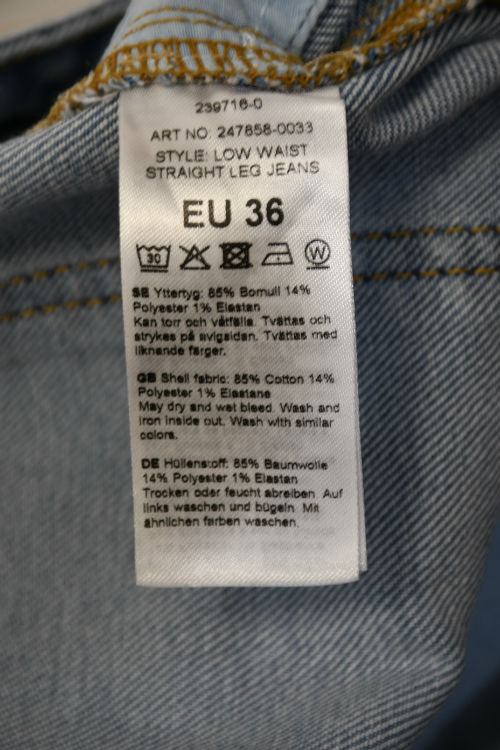 239716-0
ART NO: 247858-0033
STYLE: LOW WAIST
STRAIGHT LEG JEANS
EU 36
30
W
SE Yttertyg: 85% Bomull 14%
Polyester 1% Elastan
Kan torr och våtfälla. Tvättas och
strykes på avigsidan. Tvättas med
liknande färger.
GB Shell fabric: 85% Cotton 14%
Polyester 1% Elastane
May dry and wet bleed. Wash and
iron inside out. Wash with similar
colors.
DE Hüllenstoff: 85% Baumwolle
14% Polyester 1% Elastan
Trocken oder feucht abreiben. Auf
links waschen und bügeln. Mit
ähnlichen farben waschen.